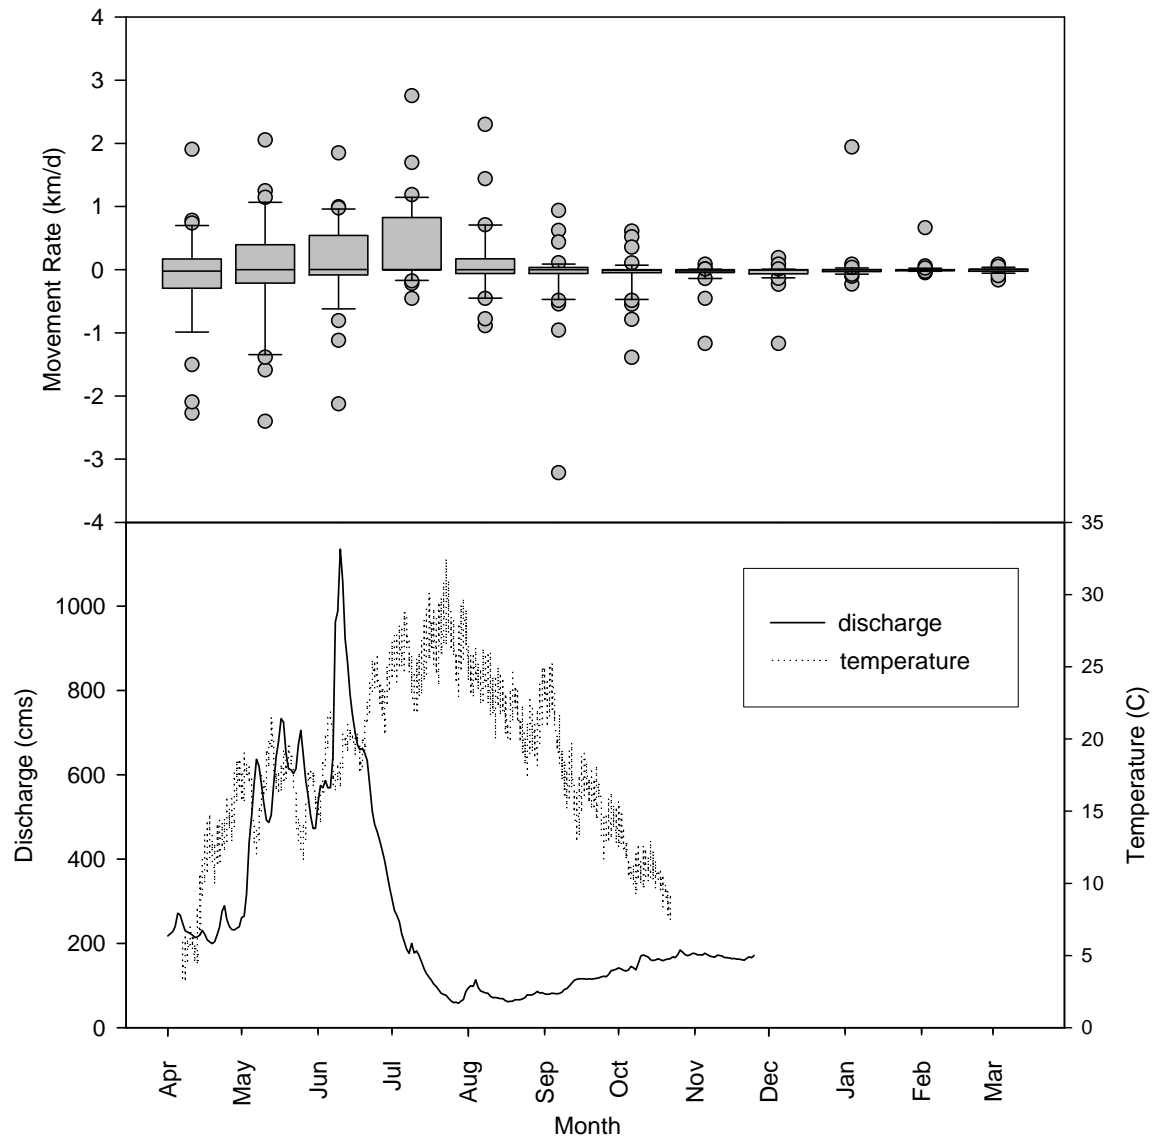 4
3
2
1
0
-1
-2
-3
-4
Movement Rate (km/d)
1000
800
600
400
200
0
Discharge (cms)
35
30
25
20
15
10
5
0
Temperature (C)
discharge
temperature
Apr
May
Jun
Jul
Aug
Sep
Oct
Nov
Dec
Jan
Feb
Mar
Month